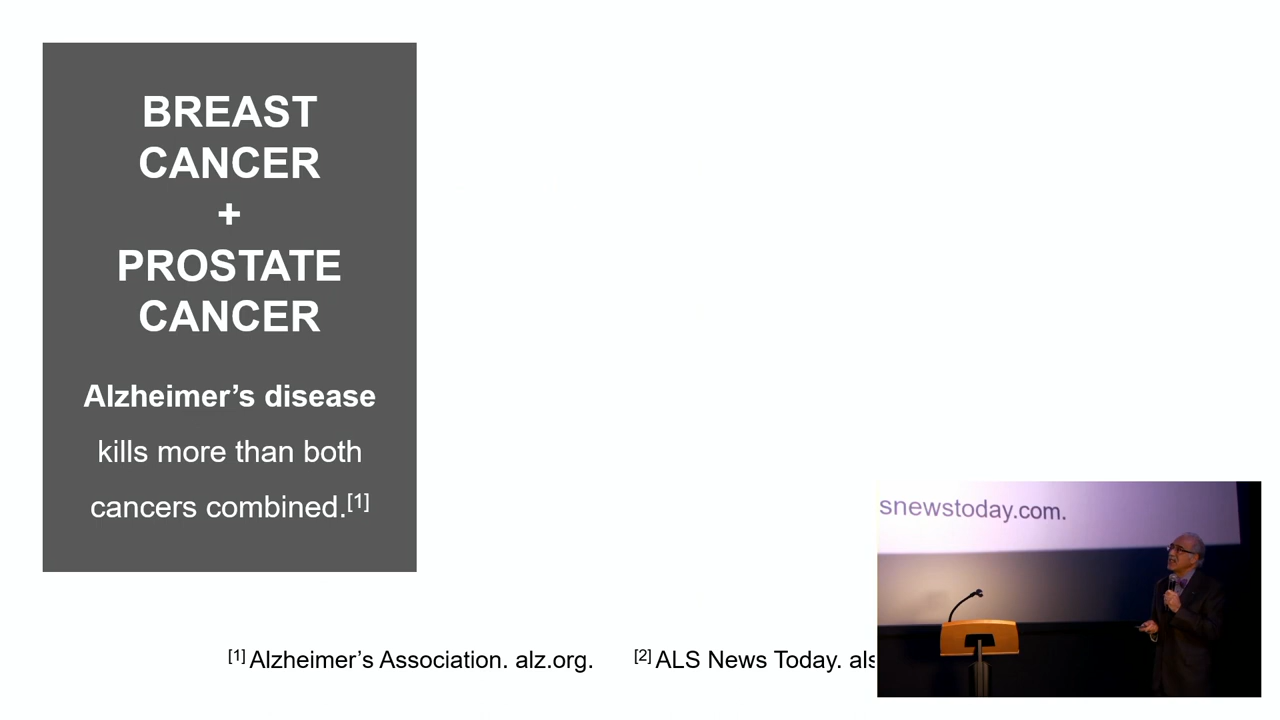 BREAST
CANCER
+
PROSTATE
CANCER
Alzheimer’s disease
kills more than both
cancers combined.[1]
[1] Alzheimer’s Association. alz.org. [2] ALS News Today. als
snewstoday.com.